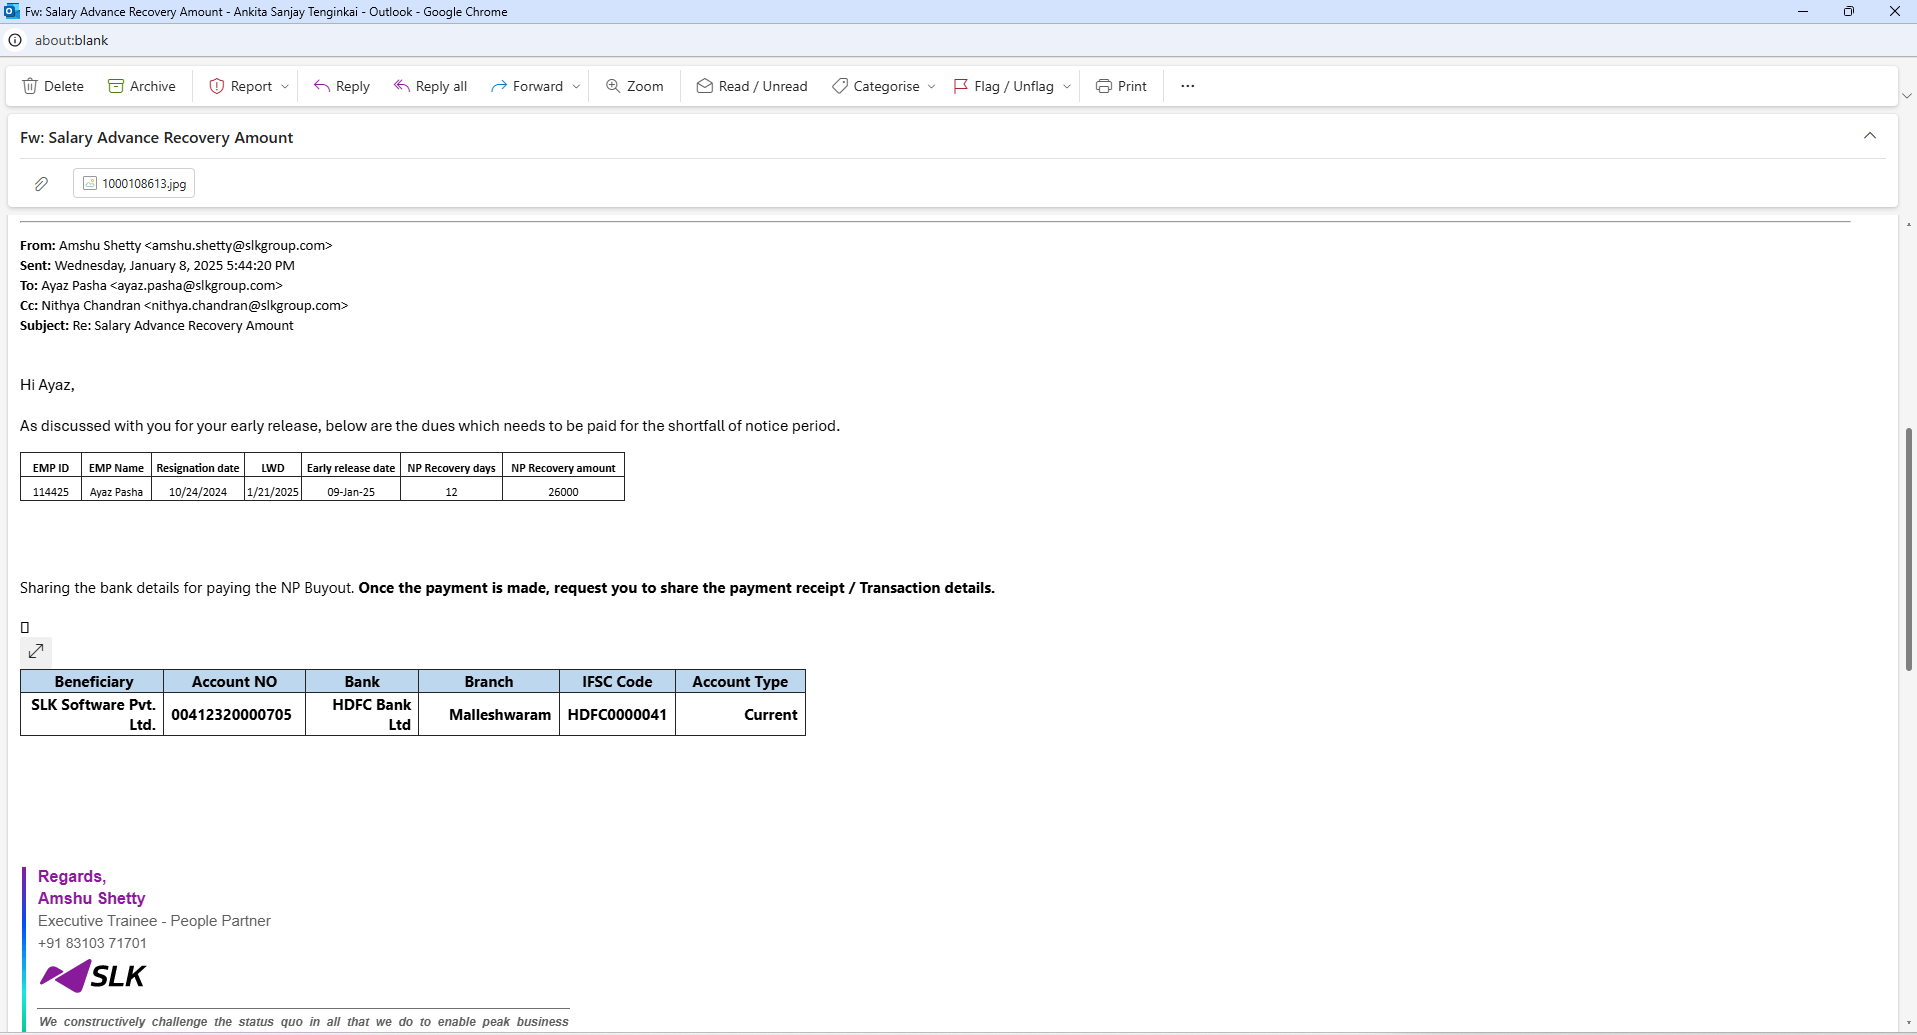 Fw: Salary Advance Recovery Amount - Ankita Sanjay Tenginkai - Outlook - Google Chrome
about:blank
Delete Archive Report Reply Reply all Forward Zoom Read / Unread Categorise Flag / Unflag Print ...
Fw: Salary Advance Recovery Amount
1000108613.jpg
From: Amshu Shetty <amshu.shetty@slkgroup.com>
Sent: Wednesday, January 8, 2025 5:44:20 PM
To: Ayaz Pasha <ayaz.pasha@slkgroup.com>
Cc: Nithya Chandran <nithya.chandran@slkgroup.com>
Subject: Re: Salary Advance Recovery Amount
Hi Ayaz,
As discussed with you for your early release, below are the dues which needs to be paid for the shortfall of notice period.
EMP ID EMP Name Resignation date LWD Early release date NP Recovery days NP Recovery amount
114425 Ayaz Pasha 10/24/2024 1/21/2025 09-Jan-25 12 26000
Sharing the bank details for paying the NP Buyout. Once the payment is made, request you to share the payment receipt / Transaction details.
Beneficiary Account NO Bank Branch IFSC Code Account Type
SLK Software Pvt. Ltd. 00412320000705 HDFC Bank Ltd Malleshwaram HDFC0000041 Current
Regards,
Amshu Shetty
Executive Trainee - People Partner
+91 83103 71701
SLK
We constructively challenge the status quo in all that we do to enable peak business